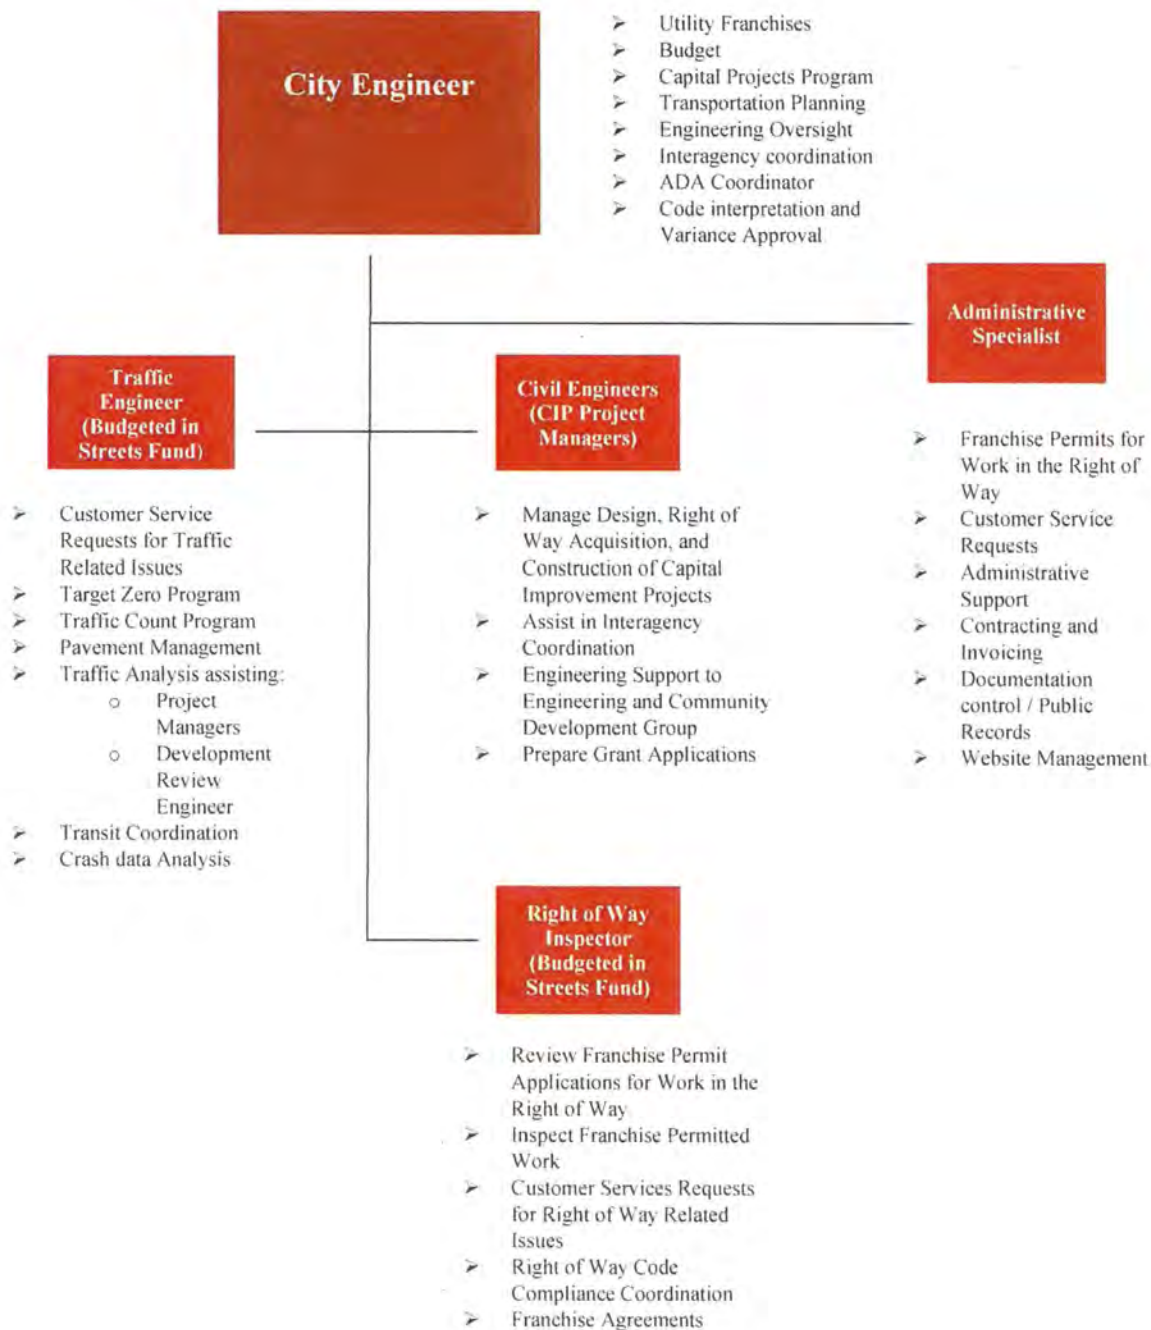 City Engineer
➢ Utility Franchises
➢ Budget
➢ Capital Projects Program
➢ Transportation Planning
➢ Engineering Oversight
➢ Interagency coordination
➢ ADA Coordinator
➢ Code interpretation and
Variance Approval
Administrative
Specialist
➢ Franchise Permits for
Work in the Right of
Way
➢ Customer Service
Requests
➢ Administrative
Support
➢ Contracting and
Invoicing
➢ Documentation
control / Public
Records
➢ Website Management
Traffic
Engineer
(Budgeted in
Streets Fund)
➢ Customer Service
Requests for Traffic
Related Issues
➢ Target Zero Program
➢ Traffic Count Program
➢ Pavement Management
➢ Traffic Analysis assisting:
o Project
Managers
o Development
Review
Engineer
➢ Transit Coordination
➢ Crash data Analysis
Civil Engineers
(CIP Project
Managers)
➢ Manage Design, Right of
Way Acquisition, and
Construction of Capital
Improvement Projects
➢ Assist in Interagency
Coordination
➢ Engineering Support to
Engineering and Community
Development Group
➢ Prepare Grant Applications
Right of Way
Inspector
(Budgeted in
Streets Fund)
➢ Review Franchise Permit
Applications for Work in the
Right of Way
➢ Inspect Franchise Permitted
Work
➢ Customer Services Requests
for Right of Way Related
Issues
➢ Right of Way Code
Compliance Coordination
➢ Franchise Agreements